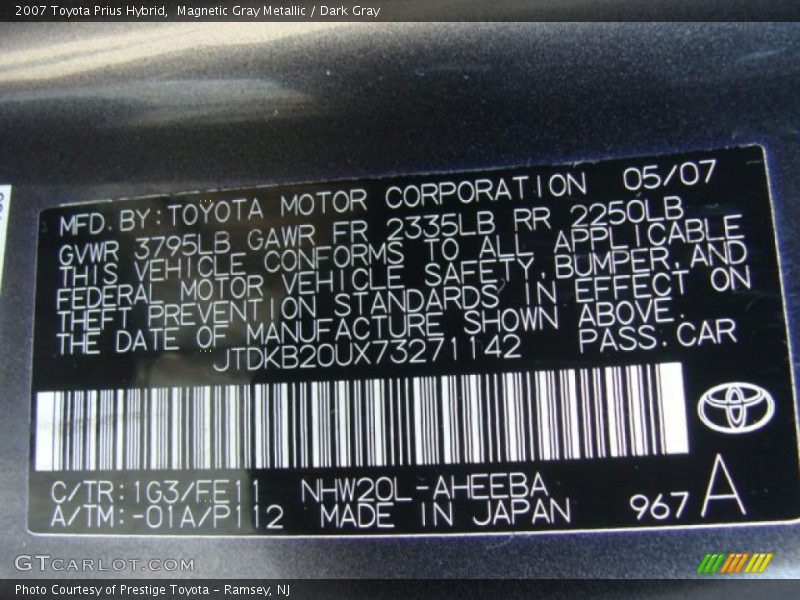 2007 Toyota Prius Hybrid, Magnetic Gray Metallic / Dark Gray
MFD. BY: TOYOTA MOTOR CORPORATION 05/07
GVWR 3795LB GAWR FR 2335LB RR 2250LB
THIS VEHICLE CONFORMS TO ALL APPLICABLE
FEDERAL MOTOR VEHICLE SAFETY, BUMPER, AND
THEFT PREVENTION STANDARDS IN EFFECT ON
THE DATE OF MANUFACTURE SHOWN ABOVE.
JTDKB20UX73271142 PASS. CAR
C/TR: 1G3/FE11 NHW20L-AHEEBA
A/TM: -01A/P112 MADE IN JAPAN 967 A
GTCARLOT.COM
Photo Courtesy of Prestige Toyota - Ramsey, NJ